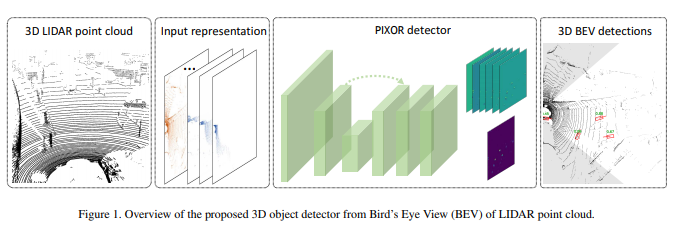 3D LIDAR point cloud
Input representation
PIXOR detector
3D BEV detections
Figure 1. Overview of the proposed 3D object detector from Bird's Eye View (BEV) of LIDAR point cloud.